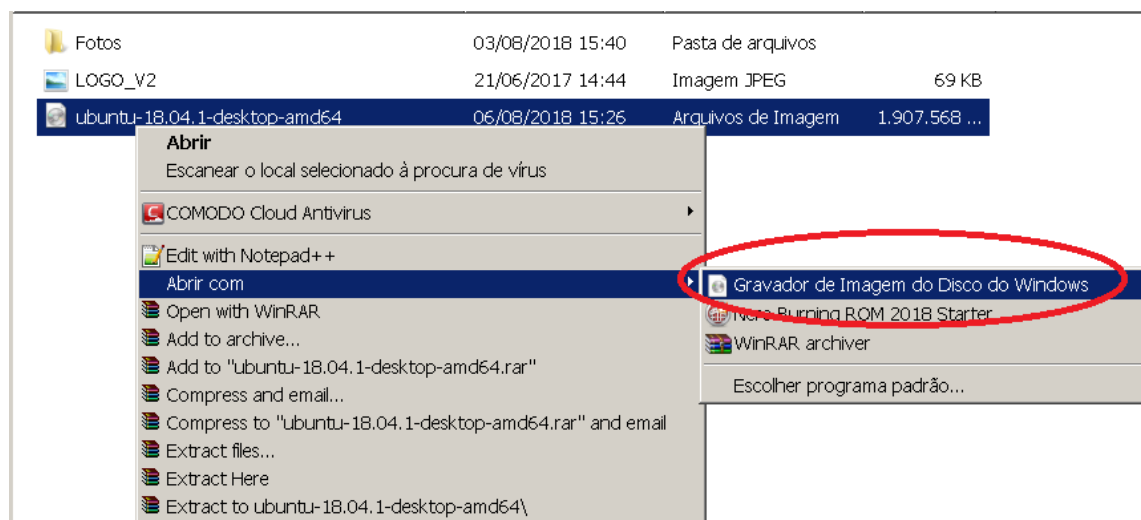 Fotos 03/08/2018 15:40 Pasta de arquivos
LOGO_V2 21/06/2017 14:44 Imagem JPEG 69 KB
ubuntu-18.04.1-desktop-amd64 06/08/2018 15:26 Arquivos de Imagem 1.907.568 ...
Abrir
Escanear o local selecionado à procura de vírus
COMODO Cloud Antivirus
Edit with Notepad++
Abrir com
Open with WinRAR
Add to archive...
Add to "ubuntu-18.04.1-desktop-amd64.rar"
Compress and email...
Compress to "ubuntu-18.04.1-desktop-amd64.rar" and email
Extract files...
Extract Here
Extract to ubuntu-18.04.1-desktop-amd64\
Gravador de Imagem do Disco do Windows
Nero Burning ROM 2018 Starter
WinRAR archiver
Escolher programa padrão...